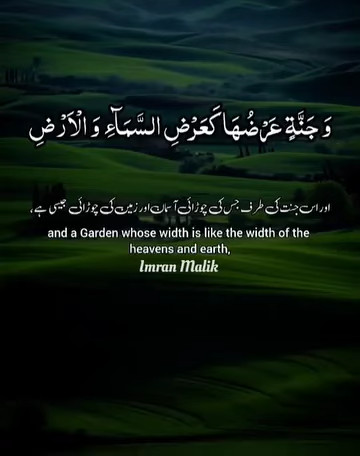 وَ جَنَّةٍ عَرْضُهَا كَعَرْضِ السَّمَآءِ وَ الْاَرْضِ
اور اس جنت کی طرف جس کی چوڑائی آسمان اور زمین کی چوڑائی جیسی ہے،
and a Garden whose width is like the width of the
heavens and earth,
Imran Malik